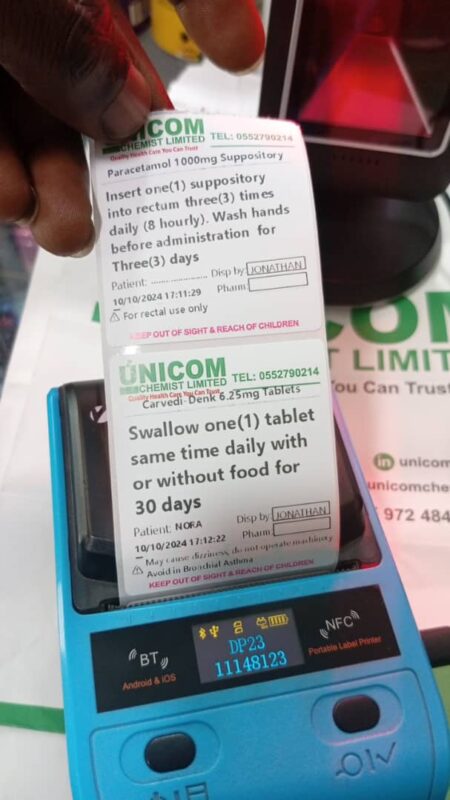 UNICOM
CHEMIST LIMITED TEL: 0552790214
Quality Health Care You Can Trust
Paracetamol 1000mg Suppository
Insert one(1) suppository
into rectum three(3) times
daily (8 hourly). Wash hands
before administration for
Three(3) days
Patient: .................... Disp by: JONATHAN
10/10/2024 17:11:29 Pharm:
For rectal use only
KEEP OUT OF SIGHT & REACH OF CHILDREN
UNICOM
CHEMIST LIMITED TEL: 0552790214
Quality Health Care You Can Trust
Carvedi-Denk 6.25mg Tablets
Swallow one(1) tablet
same time daily with
or without food for
30 days
Patient: NORA Disp by: JONATHAN
10/10/2024 17:12:22 Pharm:
May cause dizziness, do not operate machinery
Avoid in Bronchial Asthma
KEEP OUT OF SIGHT & REACH OF CHILDREN
COM
LIMIT
You Can Trust
in unicom
unicomche
972 484
BT
Android & iOS
DP23
11148123
NFC
Portable Label Printer